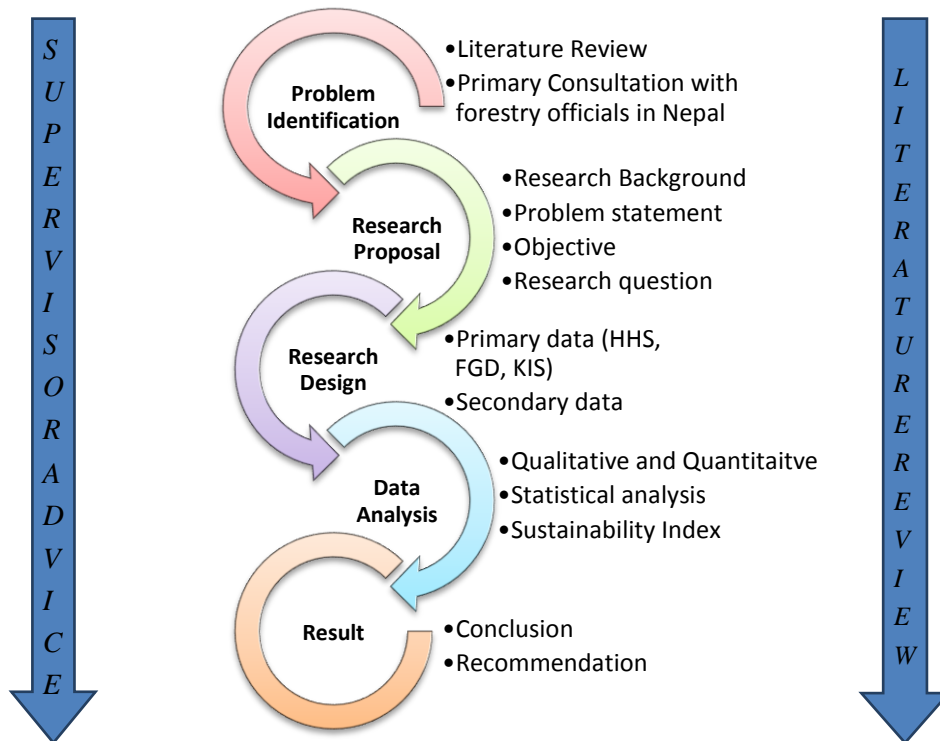 S
U
P
E
R
V
I
S
O
R
A
D
V
I
C
E
Problem
Identification
•Literature Review
•Primary Consultation with
forestry officials in Nepal
Research
Proposal
•Research Background
•Problem statement
•Objective
•Research question
Research
Design
•Primary data (HHS,
FGD, KIS)
•Secondary data
Data
Analysis
•Qualitative and Quantitaitve
•Statistical analysis
•Sustainability Index
Result
•Conclusion
•Recommendation
L
I
T
E
R
A
T
U
R
E
R
E
V
I
E
W